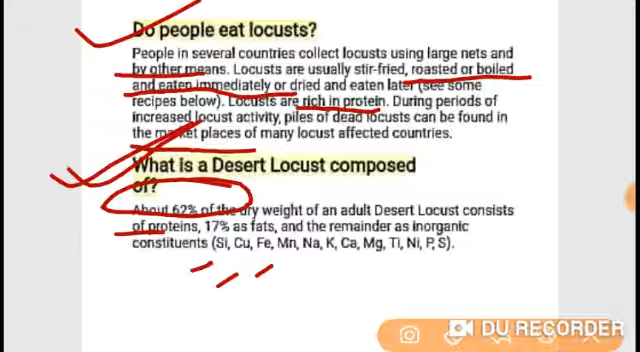 Do people eat locusts?
People in several countries collect locusts using large nets and
by other means. Locusts are usually stir-fried, roasted or boiled
and eaten immediately or dried and eaten later (see some
recipes below). Locusts are rich in protein. During periods of
increased locust activity, piles of dead locusts can be found in
the market places of many locust affected countries.
What is a Desert Locust composed
of?
About 62% of the dry weight of an adult Desert Locust consists
of proteins, 17% as fats, and the remainder as inorganic
constituents (Si, Cu, Fe, Mn, Na, K, Ca, Mg, Ti, Ni, P, S).
DU RECORDER